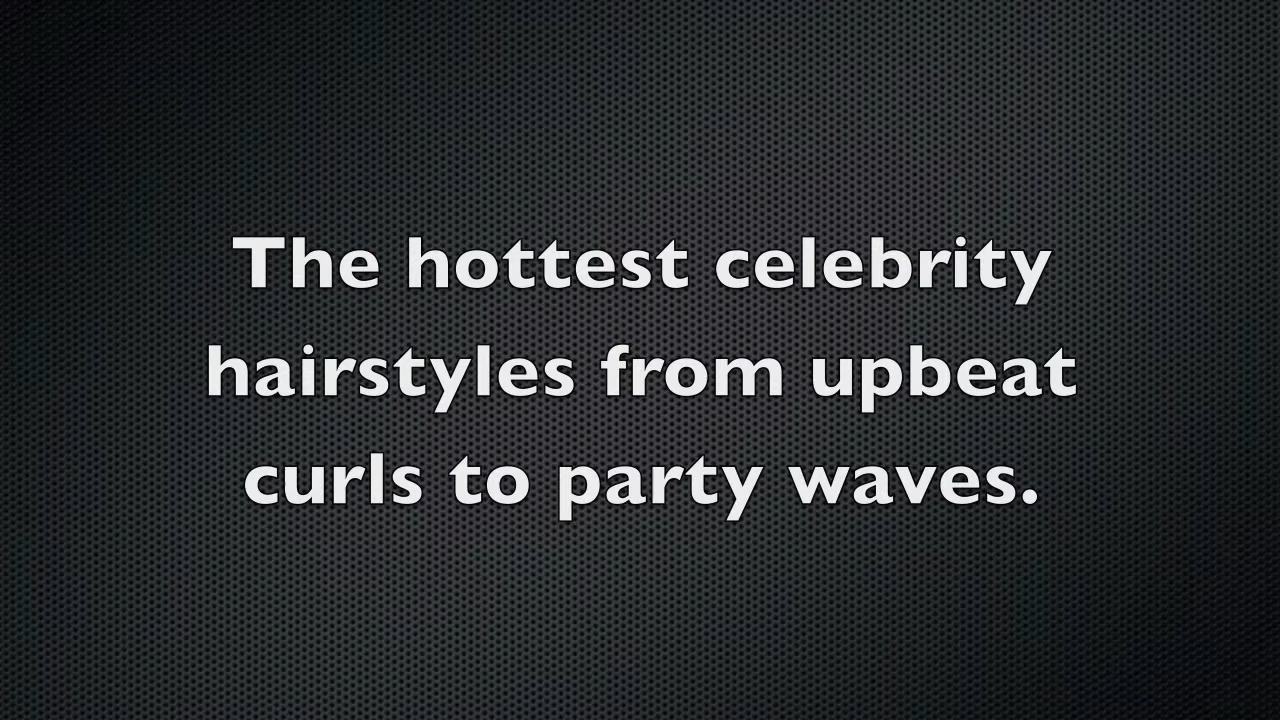 The hottest celebrity
hairstyles from upbeat
curls to party waves.